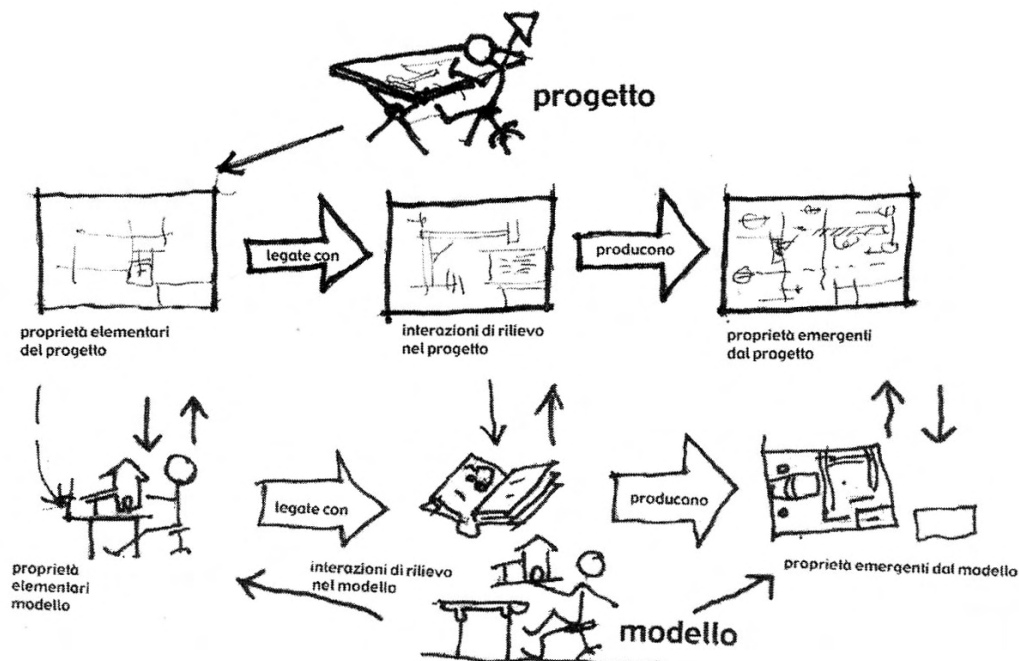 progetto
legate con
producono
proprietà elementari
del progetto
interazioni di rilievo
nel progetto
proprietà emergenti
dal progetto
legate con
producano
proprietà
elementari
modello
interazioni di rilievo
nel modello
proprietà emergenti dal modello
modello